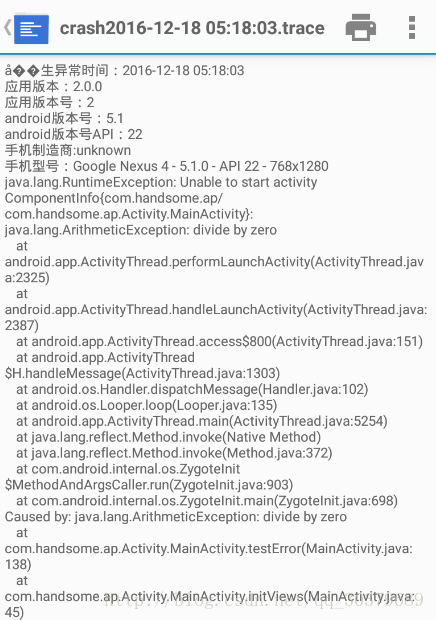 crash2016-12-18 05:18:03.trace
å��生异常时间：2016-12-18 05:18:03
应用版本：2.0.0
应用版本号：2
android版本号：5.1
android版本号API：22
手机制造商:unknown
手机型号：Google Nexus 4 - 5.1.0 - API 22 - 768x1280
java.lang.RuntimeException: Unable to start activity
ComponentInfo{com.handsome.ap/
com.handsome.ap.Activity.MainActivity}:
java.lang.ArithmeticException: divide by zero
at
android.app.ActivityThread.performLaunchActivity(ActivityThread.jav
a:2325)
at
android.app.ActivityThread.handleLaunchActivity(ActivityThread.java:
2387)
at android.app.ActivityThread.access$800(ActivityThread.java:151)
at android.app.ActivityThread
$H.handleMessage(ActivityThread.java:1303)
at android.os.Handler.dispatchMessage(Handler.java:102)
at android.os.Looper.loop(Looper.java:135)
at android.app.ActivityThread.main(ActivityThread.java:5254)
at java.lang.reflect.Method.invoke(Native Method)
at java.lang.reflect.Method.invoke(Method.java:372)
at com.android.internal.os.ZygoteInit
$MethodAndArgsCaller.run(ZygoteInit.java:903)
at com.android.internal.os.ZygoteInit.main(ZygoteInit.java:698)
Caused by: java.lang.ArithmeticException: divide by zero
at
com.handsome.ap.Activity.MainActivity.testError(MainActivity.java:
138)
at
com.handsome.ap.Activity.MainActivity.initViews(MainActivity.java:
45)